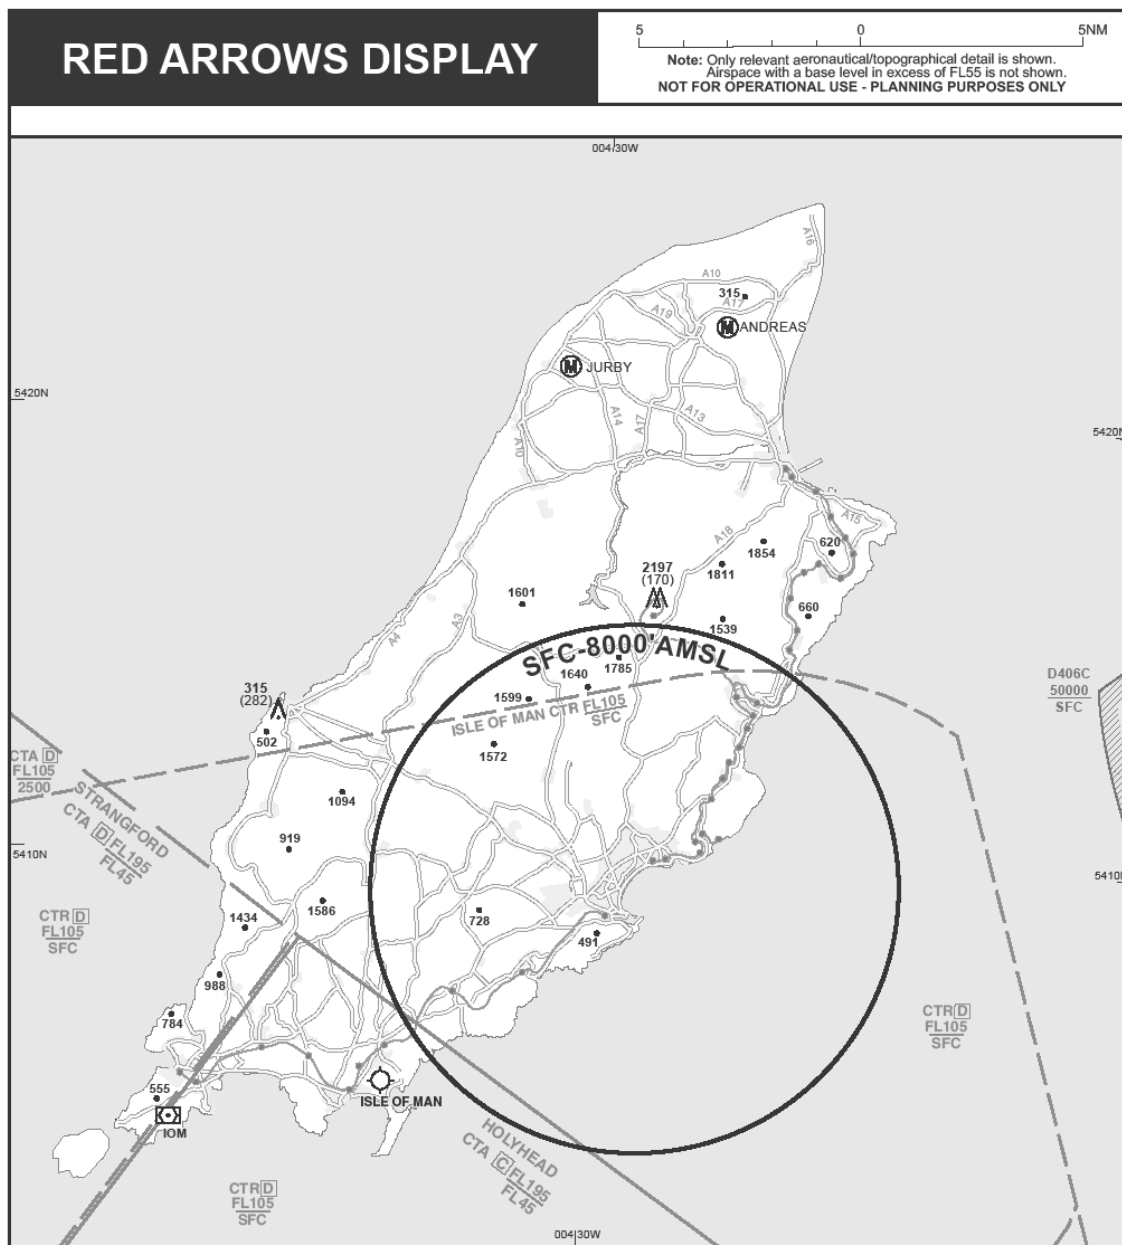 RED ARROWS DISPLAY
5 0 5NM
Note: Only relevant aeronautical/topographical detail is shown.
Airspace with a base level in excess of FL55 is not shown.
NOT FOR OPERATIONAL USE - PLANNING PURPOSES ONLY
004 30W
A16
A10
315
A17
A19
M ANDREAS
M JURBY
5420N
A14
A17
A13
5420N
A10
A15
A18
1854
620
2197
(170)
1811
1601
660
A3
1539
A4
SFC-8000'AMSL
1785
1640
D406C
50000
SFC
315
(282)
1599
ISLE OF MAN CTR FL105
SFC
502
1572
CTA D
FL105
2500
STRANGFORD
CTA D FL195
FL45
1094
919
5410N
5410N
1586
728
CTR D
FL105
SFC
1434
491
988
784
CTR D
FL105
SFC
555
ISLE OF MAN
IOM
HOLYHEAD
CTA C FL195
FL45
CTR D
FL105
SFC
004 30W